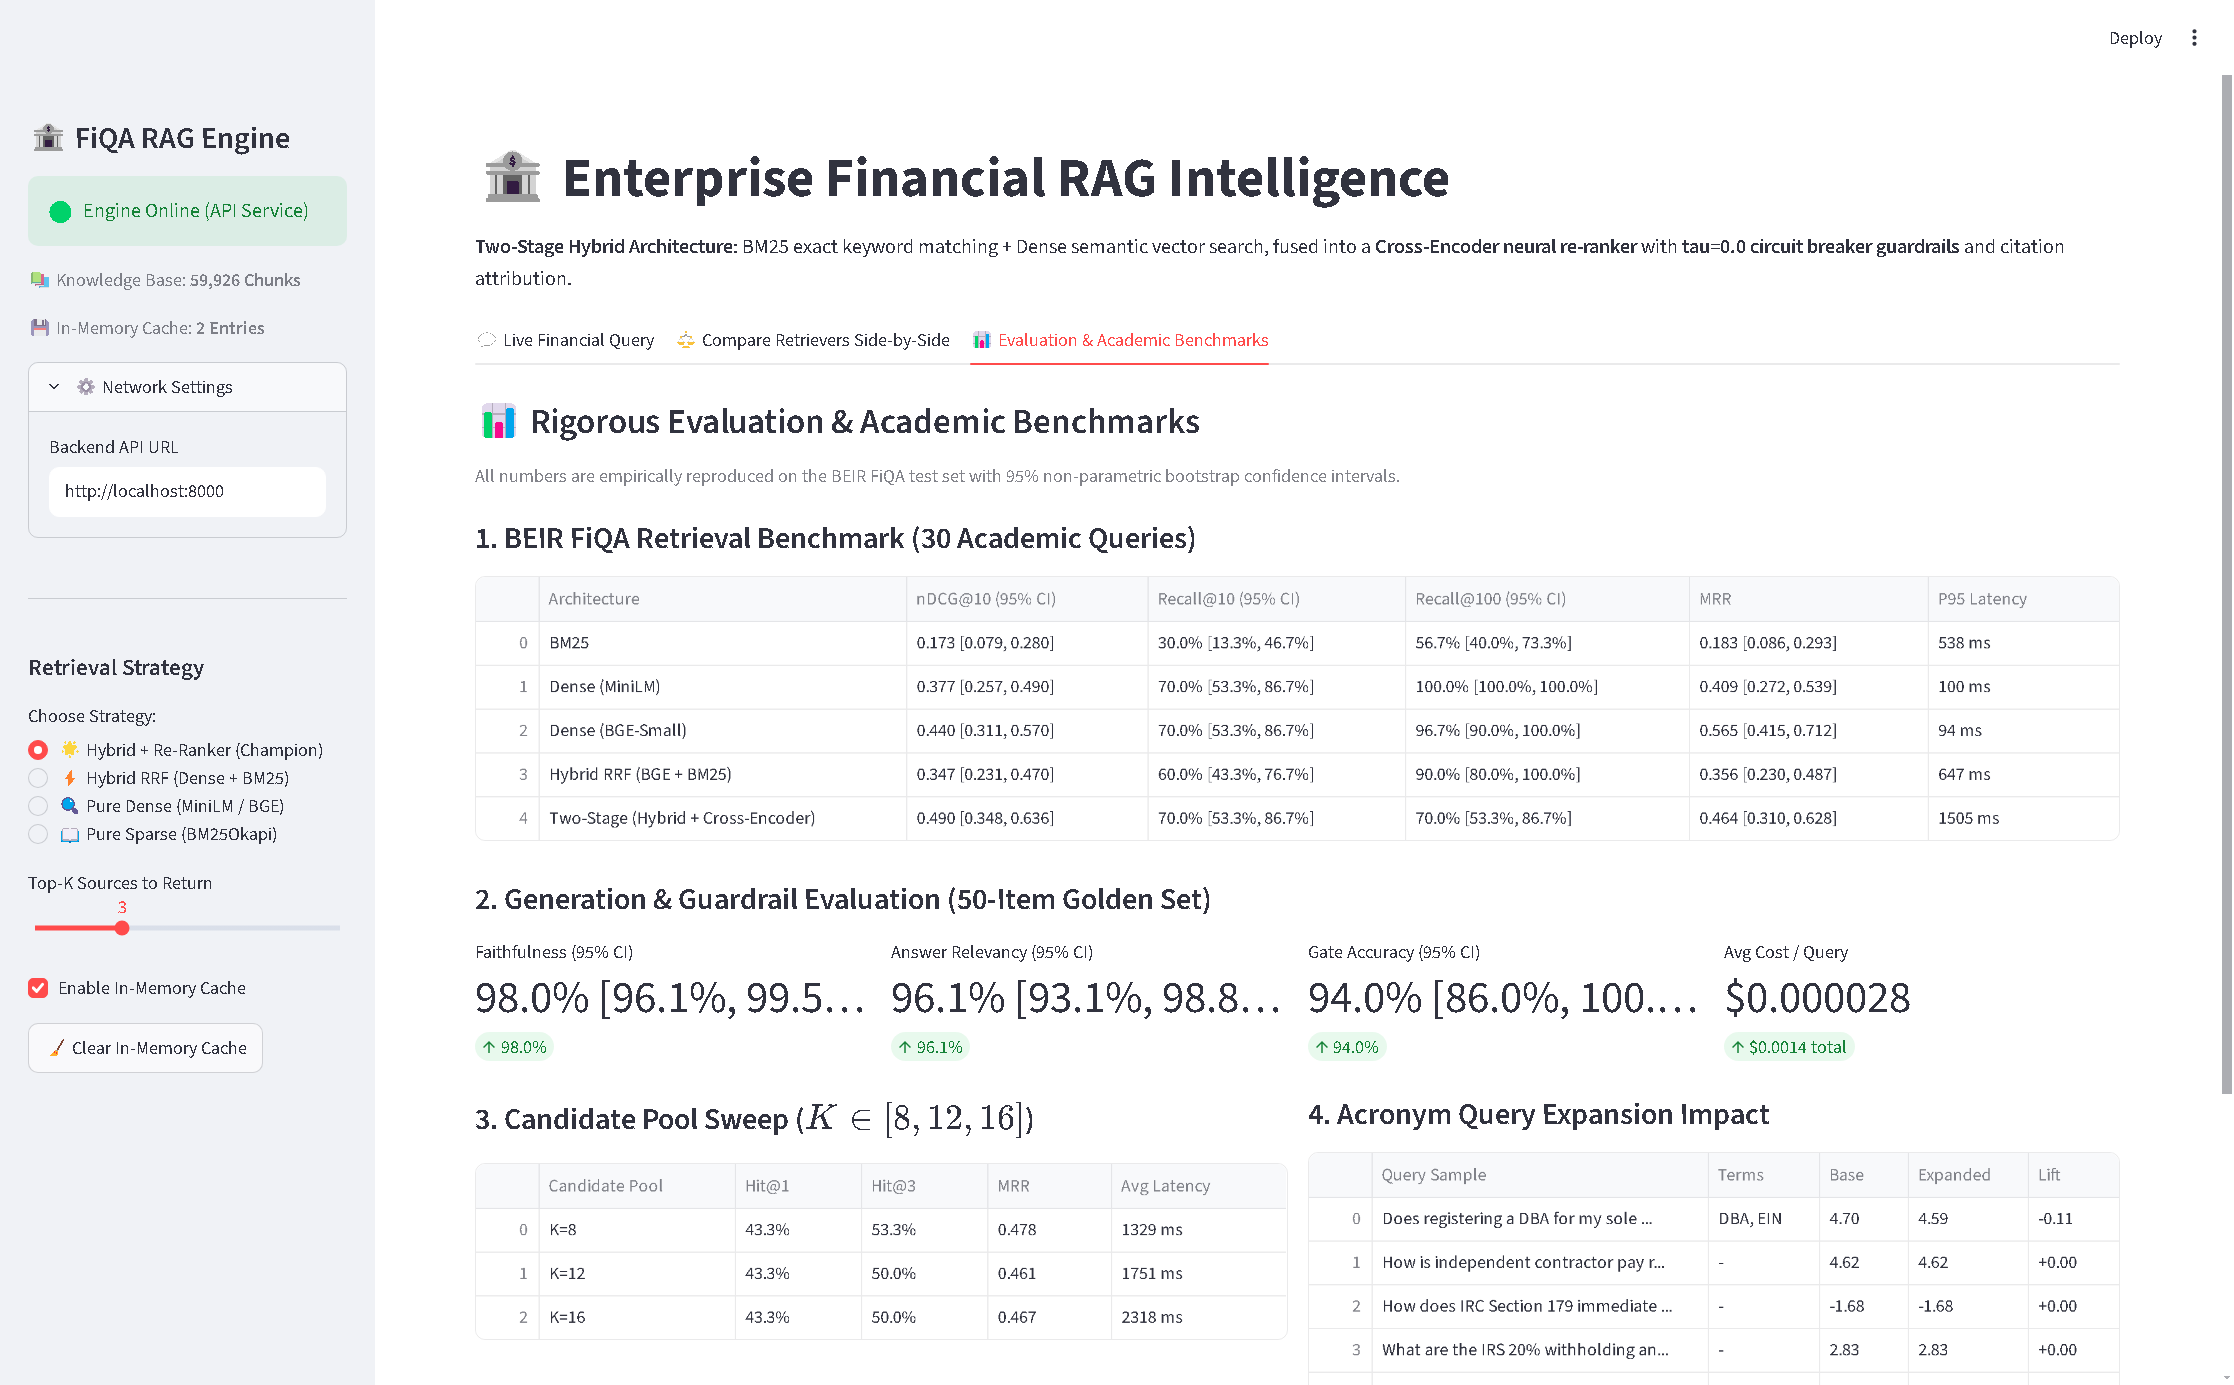 Deploy
FiQA RAG Engine
Engine Online (API Service)
Knowledge Base: 59,926 Chunks
In-Memory Cache: 2 Entries
Network Settings
Backend API URL
http://localhost:8000
Retrieval Strategy
Choose Strategy:
Hybrid + Re-Ranker (Champion)
Hybrid RRF (Dense + BM25)
Pure Dense (MiniLM / BGE)
Pure Sparse (BM25Okapi)
Top-K Sources to Return
3
Enable In-Memory Cache
Clear In-Memory Cache
Enterprise Financial RAG Intelligence
Two-Stage Hybrid Architecture: BM25 exact keyword matching + Dense semantic vector search, fused into a Cross-Encoder neural re-ranker with tau=0.0 circuit breaker guardrails and citation
attribution.
Live Financial Query Compare Retrievers Side-by-Side Evaluation & Academic Benchmarks
Rigorous Evaluation & Academic Benchmarks
All numbers are empirically reproduced on the BEIR FiQA test set with 95% non-parametric bootstrap confidence intervals.
1. BEIR FiQA Retrieval Benchmark (30 Academic Queries)
Architecture nDCG@10 (95% CI) Recall@10 (95% CI) Recall@100 (95% CI) MRR P95 Latency
0 BM25 0.173 [0.079, 0.280] 30.0% [13.3%, 46.7%] 56.7% [40.0%, 73.3%] 0.183 [0.086, 0.293] 538 ms
1 Dense (MiniLM) 0.377 [0.257, 0.490] 70.0% [53.3%, 86.7%] 100.0% [100.0%, 100.0%] 0.409 [0.272, 0.539] 100 ms
2 Dense (BGE-Small) 0.440 [0.311, 0.570] 70.0% [53.3%, 86.7%] 96.7% [90.0%, 100.0%] 0.565 [0.415, 0.712] 94 ms
3 Hybrid RRF (BGE + BM25) 0.347 [0.231, 0.470] 60.0% [43.3%, 76.7%] 90.0% [80.0%, 100.0%] 0.356 [0.230, 0.487] 647 ms
4 Two-Stage (Hybrid + Cross-Encoder) 0.490 [0.348, 0.636] 70.0% [53.3%, 86.7%] 70.0% [53.3%, 86.7%] 0.464 [0.310, 0.628] 1505 ms
2. Generation & Guardrail Evaluation (50-Item Golden Set)
Faithfulness (95% CI) Answer Relevancy (95% CI) Gate Accuracy (95% CI) Avg Cost / Query
98.0% [96.1%, 99.5… 96.1% [93.1%, 98.8… 94.0% [86.0%, 100.… $0.000028
↑ 98.0% ↑ 96.1% ↑ 94.0% ↑ $0.0014 total
3. Candidate Pool Sweep (K ∈ [8, 12, 16])
Candidate Pool Hit@1 Hit@3 MRR Avg Latency
0 K=8 43.3% 53.3% 0.478 1329 ms
1 K=12 43.3% 50.0% 0.461 1751 ms
2 K=16 43.3% 50.0% 0.467 2318 ms
4. Acronym Query Expansion Impact
Query Sample Terms Base Expanded Lift
0 Does registering a DBA for my sole ... DBA, EIN 4.70 4.59 -0.11
1 How is independent contractor pay r... - 4.62 4.62 +0.00
2 How does IRC Section 179 immediate ... - -1.68 -1.68 +0.00
3 What are the IRS 20% withholding an... - 2.83 2.83 +0.00